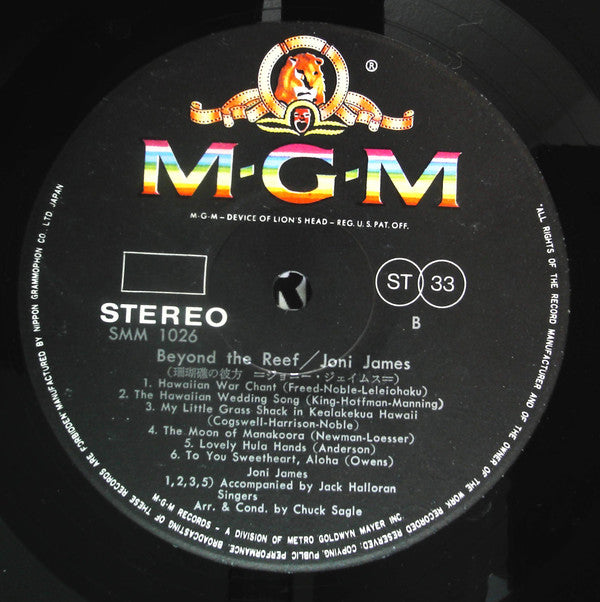 ®
M·G·M
M-G-M — DEVICE OF LION'S HEAD — REG. U.S. PAT. OFF.
STEREO
SMM 1026
ST 33
B
Beyond the Reef／Joni James
(珊瑚礁の彼方 =ジョニー・ジェイムス=)
1. Hawaiian War Chant (Freed-Noble-Leleiohaku)
2. The Hawaiian Wedding Song (King-Hoffman-Manning)
3. My Little Grass Shack in Kealakekua Hawaii
(Cogswell-Harrison-Noble)
4. The Moon of Manakoora (Newman-Loesser)
5. Lovely Hula Hands (Anderson)
6. To You Sweetheart, Aloha (Owens)
Joni James
1,2,3,5) Accompanied by Jack Halloran
Singers
Arr. & Cond. by Chuck Sagle
"ALL RIGHTS OF THE RECORD MANUFACTURER AND OF THE OWNER OF THE WORK RECORDED RESERVED. COPYING, PUBLIC PERFORMANCE, BROADCASTING OF THESE RECORDS ARE FORBIDDEN MANUFACTURED BY NIPPON GRAMMOPHON CO. LTD JAPAN
M-G-M RECORDS - A DIVISION OF METRO GOLDWYN MAYER INC.